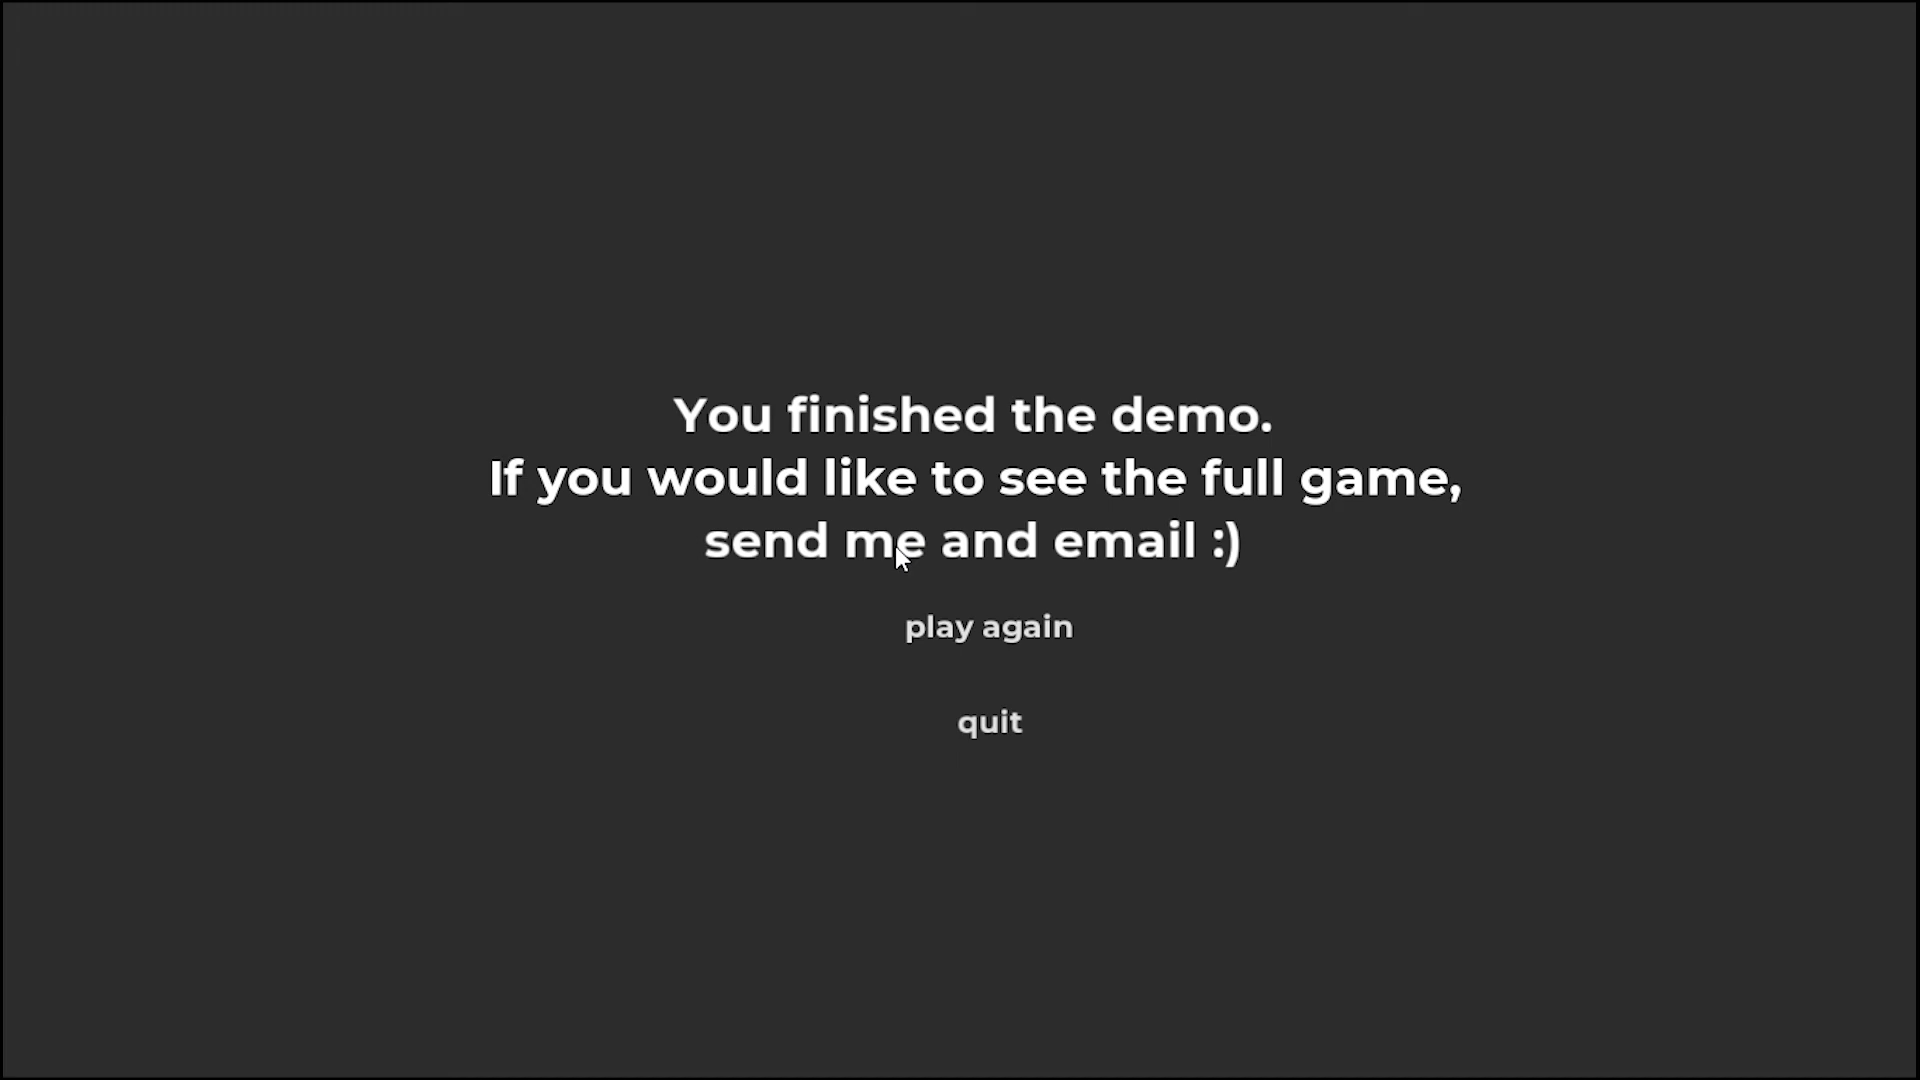 You finished the demo.
If you would like to see the full game,
send me and email :)
play again
quit